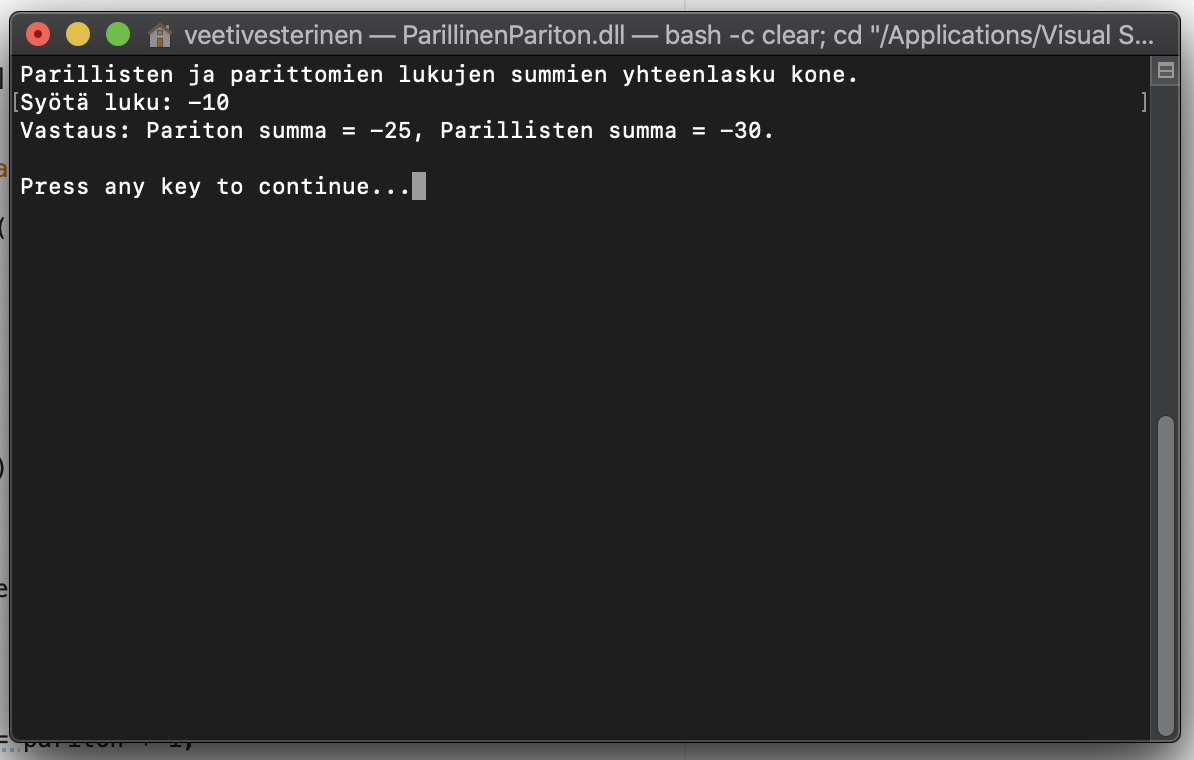 veetivesterinen — ParillinenPariton.dll — bash -c clear; cd "/Applications/Visual S...
Parillisten ja parittomien lukujen summien yhteenlasku kone.
[Syötä luku: -10 ]
Vastaus: Pariton summa = -25, Parillisten summa = -30.
Press any key to continue...